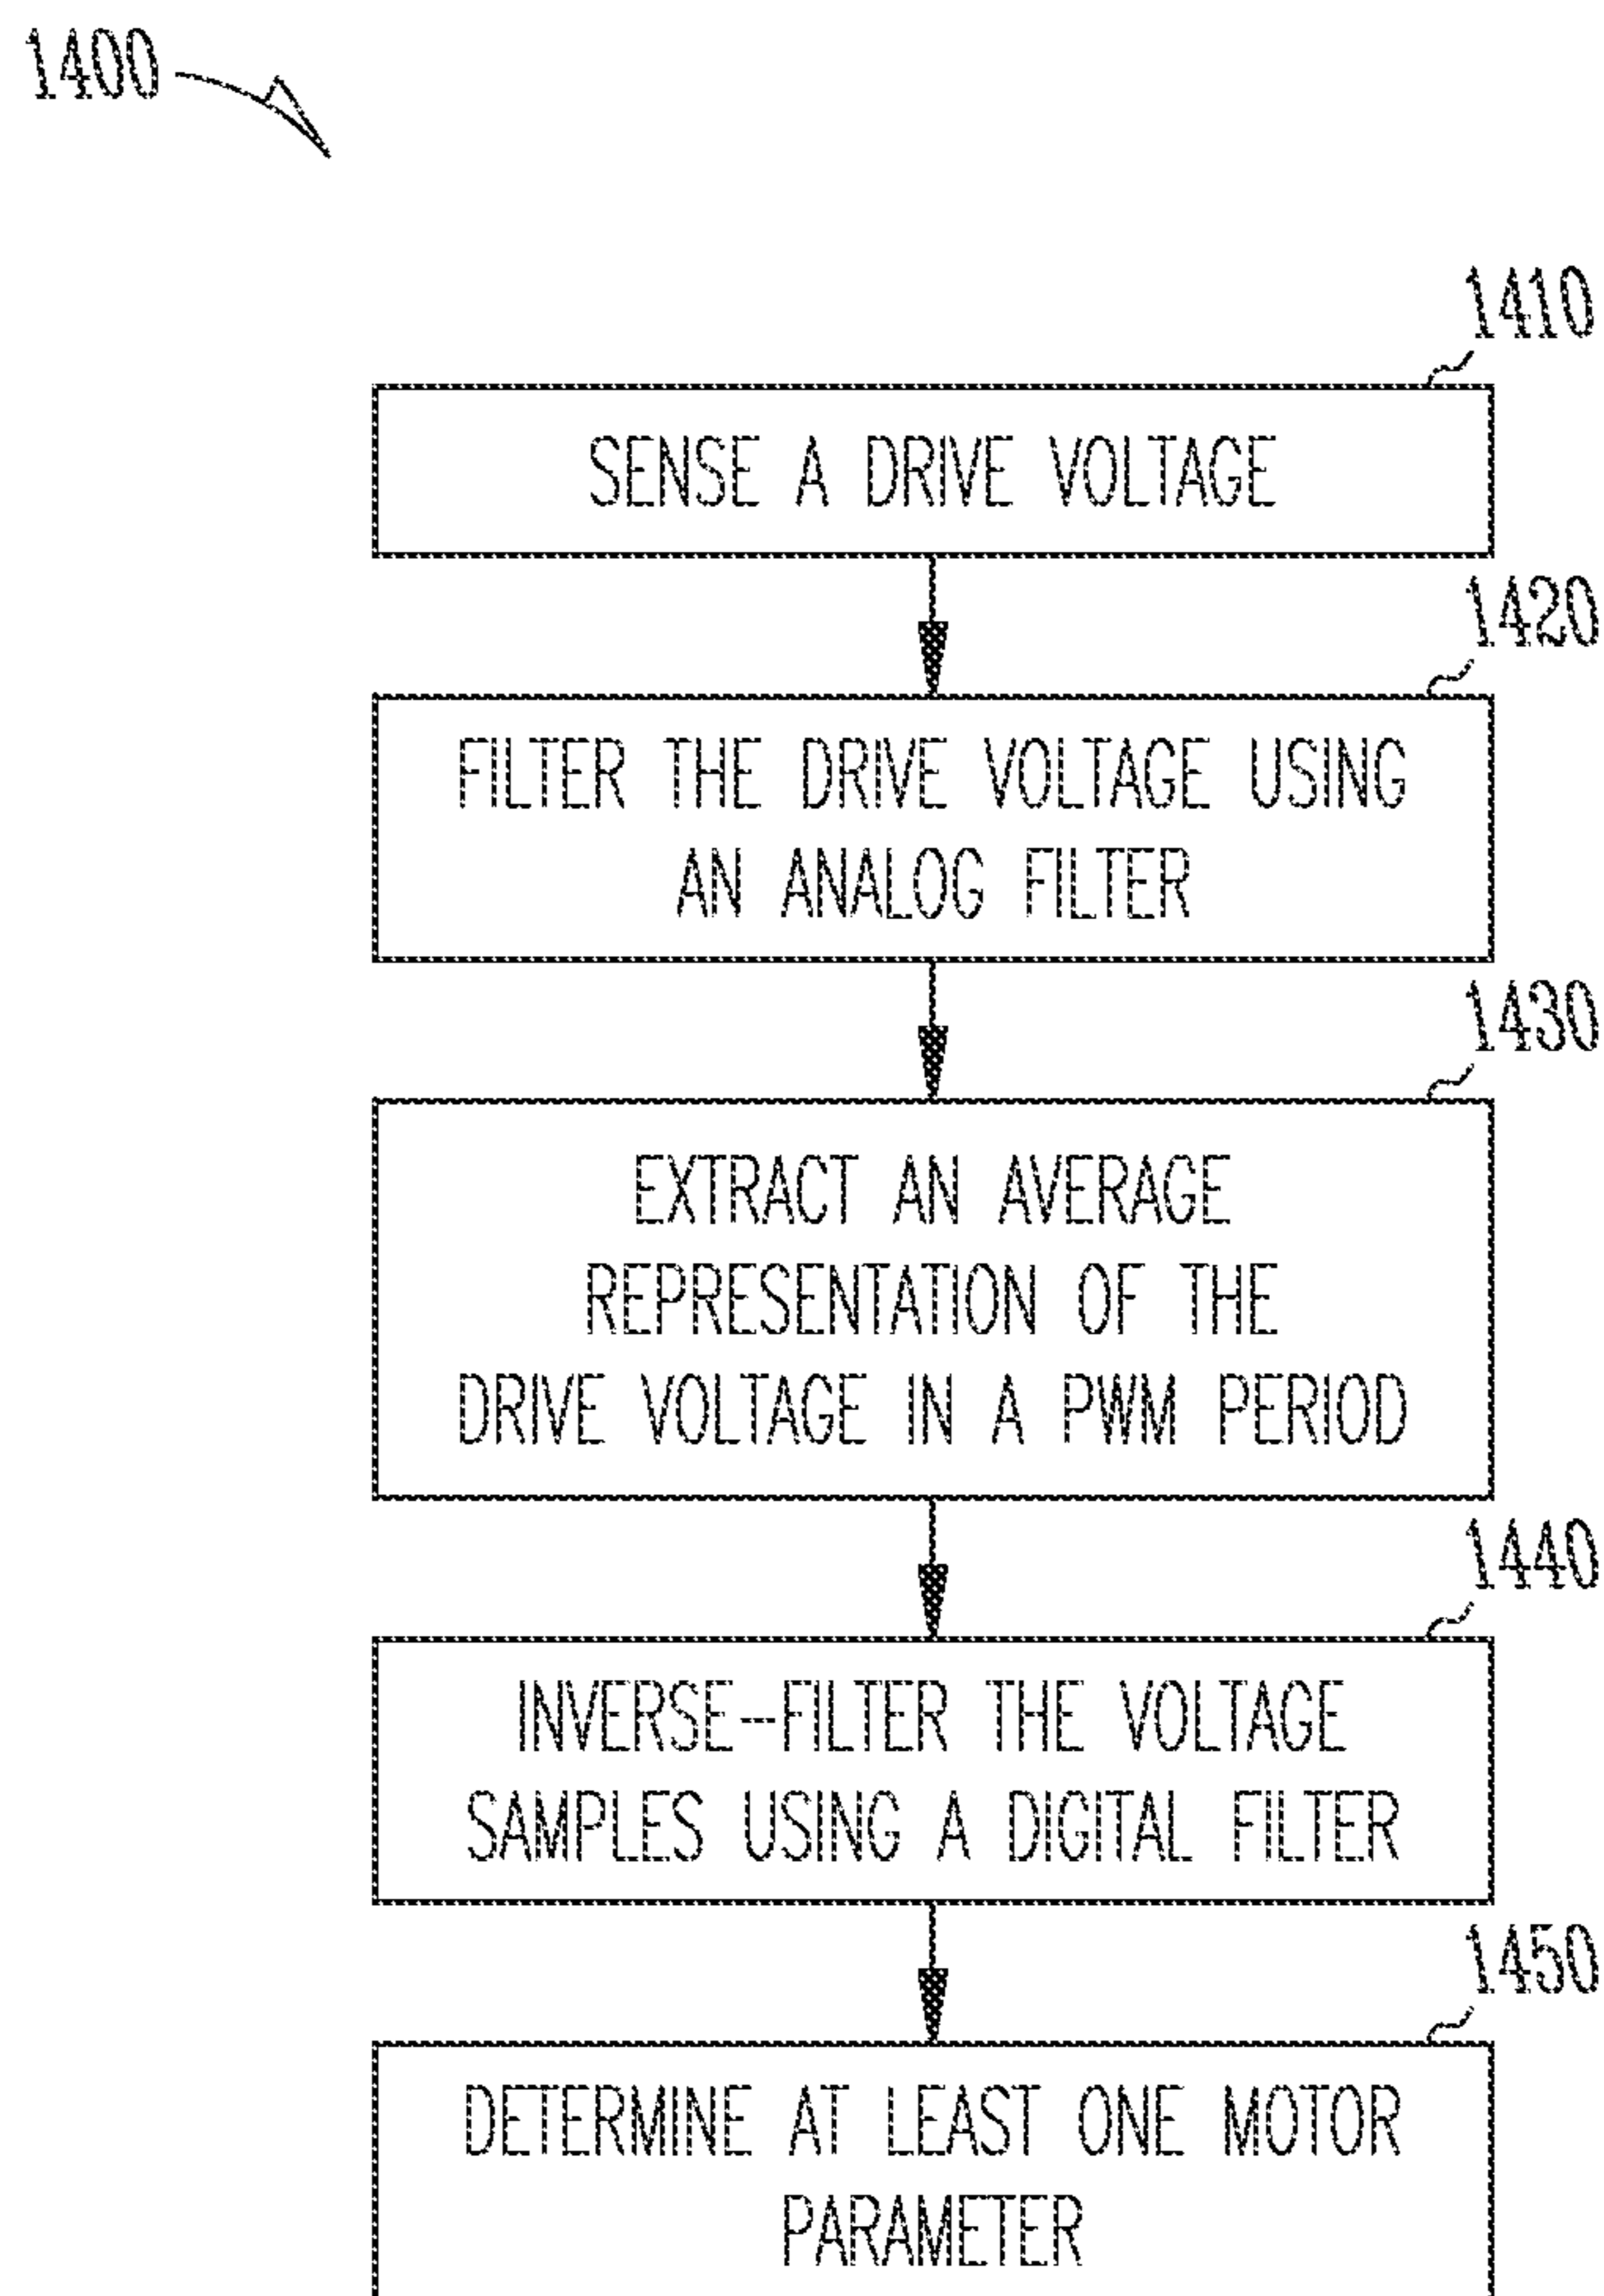 1400
1410
SENSE A DRIVE VOLTAGE
1420
FILTER THE DRIVE VOLTAGE USING
AN ANALOG FILTER
1430
EXTRACT AN AVERAGE
REPRESENTATION OF THE
DRIVE VOLTAGE IN A PWM PERIOD
1440
INVERSE-FILTER THE VOLTAGE
SAMPLES USING A DIGITAL FILTER
1450
DETERMINE AT LEAST ONE MOTOR
PARAMETER